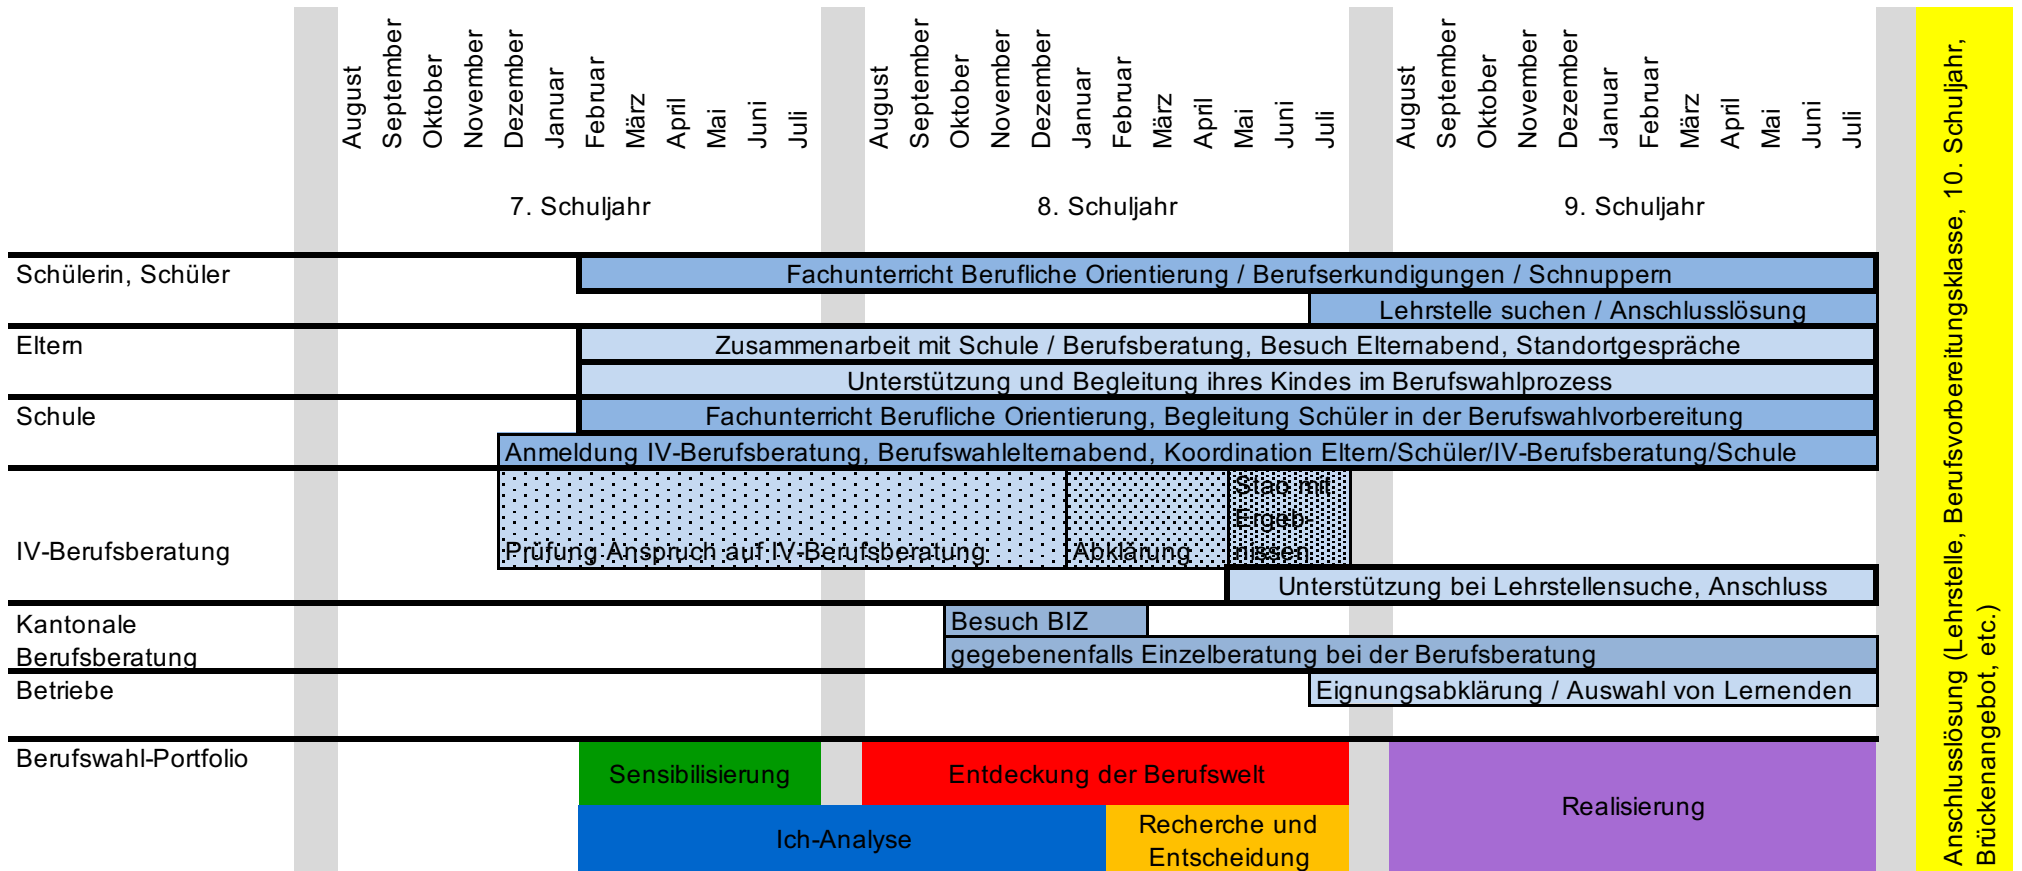 August
September
Oktober
November
Dezember
Januar
Februar
März
April
Mai
Juni
Juli
August
September
Oktober
November
Dezember
Januar
Februar
März
April
Mai
Juni
Juli
August
September
Oktober
November
Dezember
Januar
Februar
März
April
Mai
Juni
Juli
7. Schuljahr
8. Schuljahr
9. Schuljahr
Schülerin, Schüler
Fachunterricht Berufliche Orientierung / Berufserkundigungen / Schnuppern
Lehrstelle suchen / Anschlusslösung
Eltern
Zusammenarbeit mit Schule / Berufsberatung, Besuch Elternabend, Standortgespräche
Unterstützung und Begleitung ihres Kindes im Berufswahlprozess
Schule
Fachunterricht Berufliche Orientierung, Begleitung Schüler in der Berufswahlvorbereitung
Anmeldung IV-Berufsberatung, Berufswahlelternabend, Koordination Eltern/Schüler/IV-Berufsberatung/Schule
IV-Berufsberatung
Prüfung Anspruch auf IV-Berufsberatung
Abklärung
Stao mit
Ergeb-
nissen
Unterstützung bei Lehrstellensuche, Anschluss
Kantonale
Berufsberatung
Besuch BIZ
gegebenenfalls Einzelberatung bei der Berufsberatung
Betriebe
Eignungsabklärung / Auswahl von Lernenden
Berufswahl-Portfolio
Sensibilisierung
Entdeckung der Berufswelt
Ich-Analyse
Recherche und
Entscheidung
Realisierung
Anschlusslösung (Lehrstelle, Berufsvorbereitungsklasse, 10. Schuljahr,
Brückenangebot, etc.)